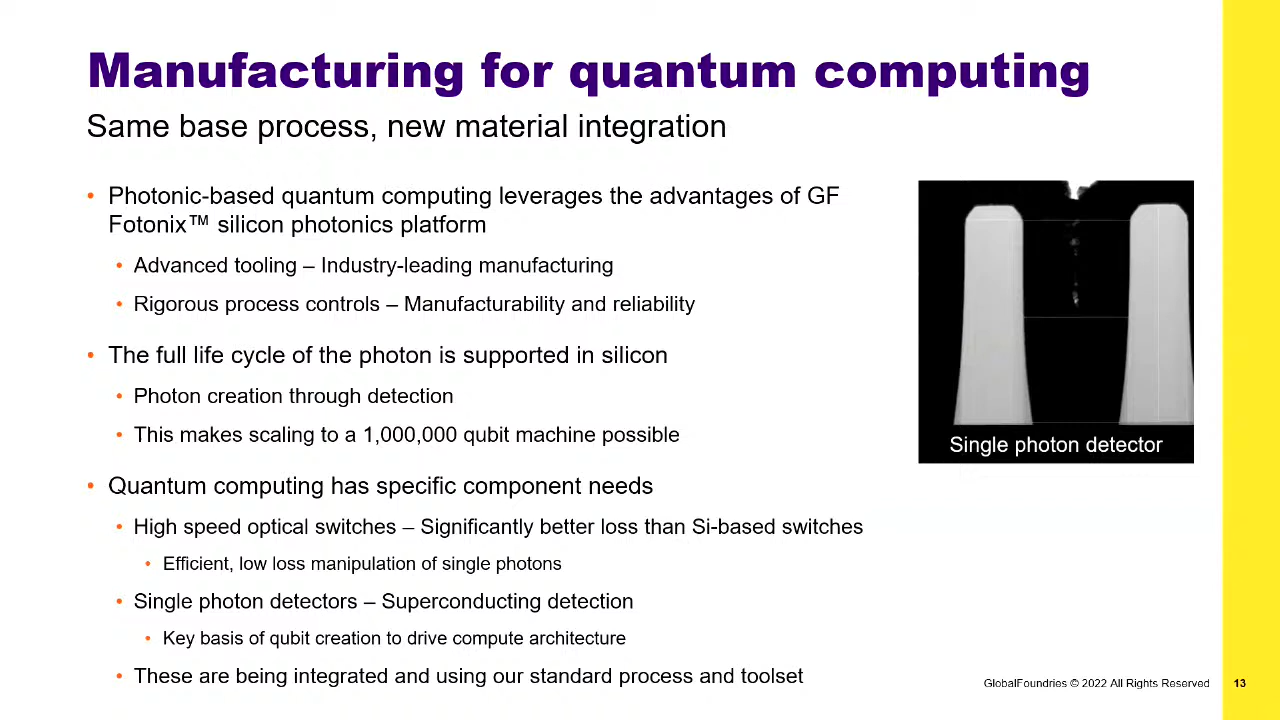 Manufacturing for quantum computing
Same base process, new material integration
• Photonic-based quantum computing leverages the advantages of GF
Fotonix™ silicon photonics platform
• Advanced tooling – Industry-leading manufacturing
• Rigorous process controls – Manufacturability and reliability
• The full life cycle of the photon is supported in silicon
• Photon creation through detection
• This makes scaling to a 1,000,000 qubit machine possible
• Quantum computing has specific component needs
• High speed optical switches – Significantly better loss than Si-based switches
• Efficient, low loss manipulation of single photons
• Single photon detectors – Superconducting detection
• Key basis of qubit creation to drive compute architecture
• These are being integrated and using our standard process and toolset
Single photon detector
GlobalFoundries © 2022 All Rights Reserved 13